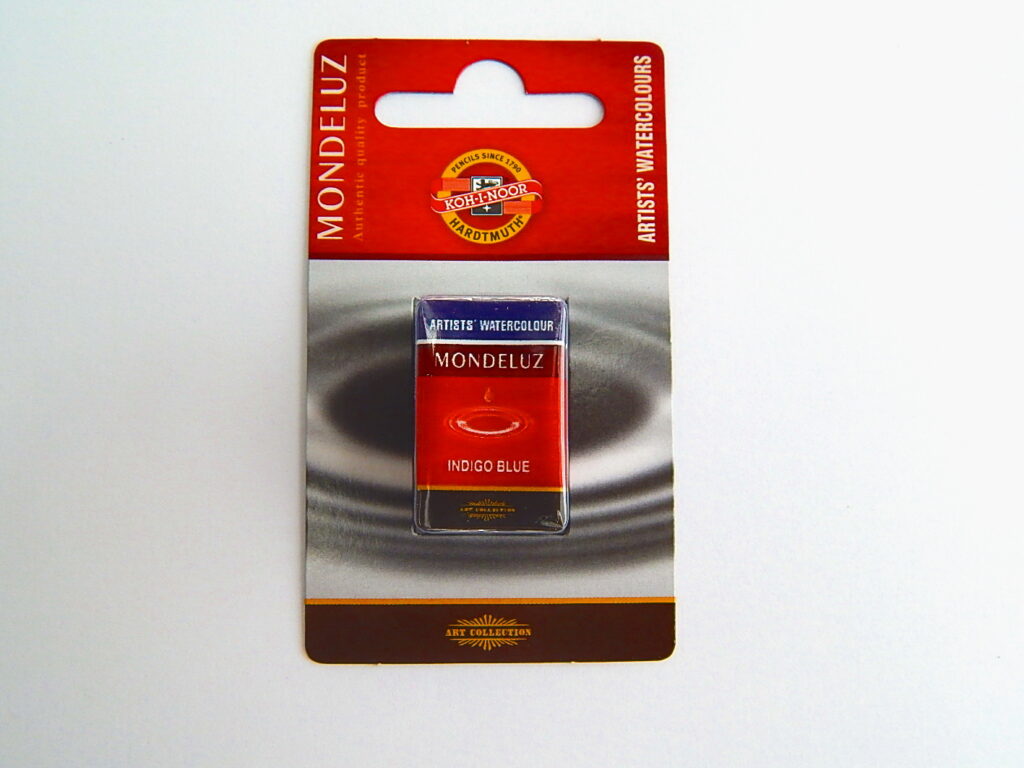 MONDELUZ
Authentic quality product
ARTISTS' WATERCOLOURS
PENCILS SINCE 1790
KOH-I-NOOR
HARDTMUTH®
ARTISTS' WATERCOLOUR
MONDELUZ
INDIGO BLUE
ART COLLECTION
ART COLLECTION